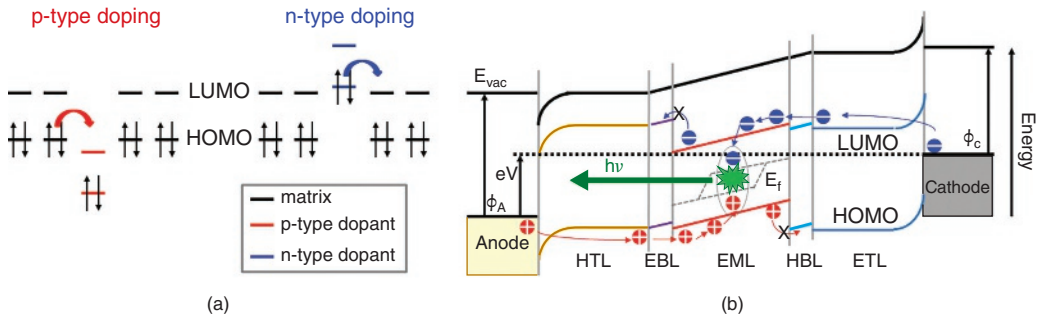 p-type doping
n-type doping
LUMO
HOMO
matrix
p-type dopant
n-type dopant
(a)
E_vac
eV
ϕ_A
Anode
hν
X
X
E_f
LUMO
HOMO
ϕ_c
Cathode
Energy
HTL
EBL
EML
HBL
ETL
(b)